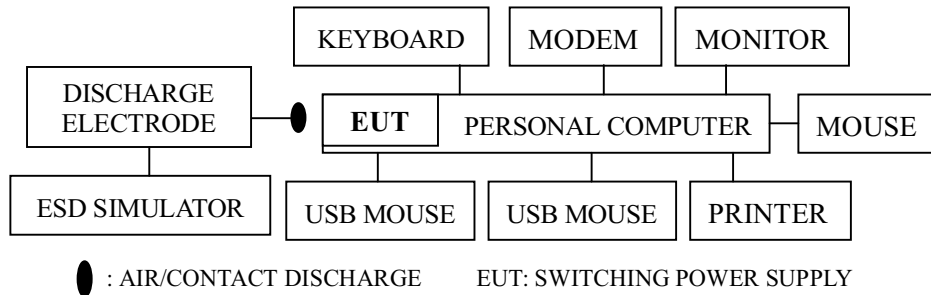 KEYBOARD
MODEM
MONITOR
DISCHARGE
ELECTRODE
EUT
PERSONAL COMPUTER
MOUSE
ESD SIMULATOR
USB MOUSE
USB MOUSE
PRINTER
: AIR/CONTACT DISCHARGE
EUT: SWITCHING POWER SUPPLY